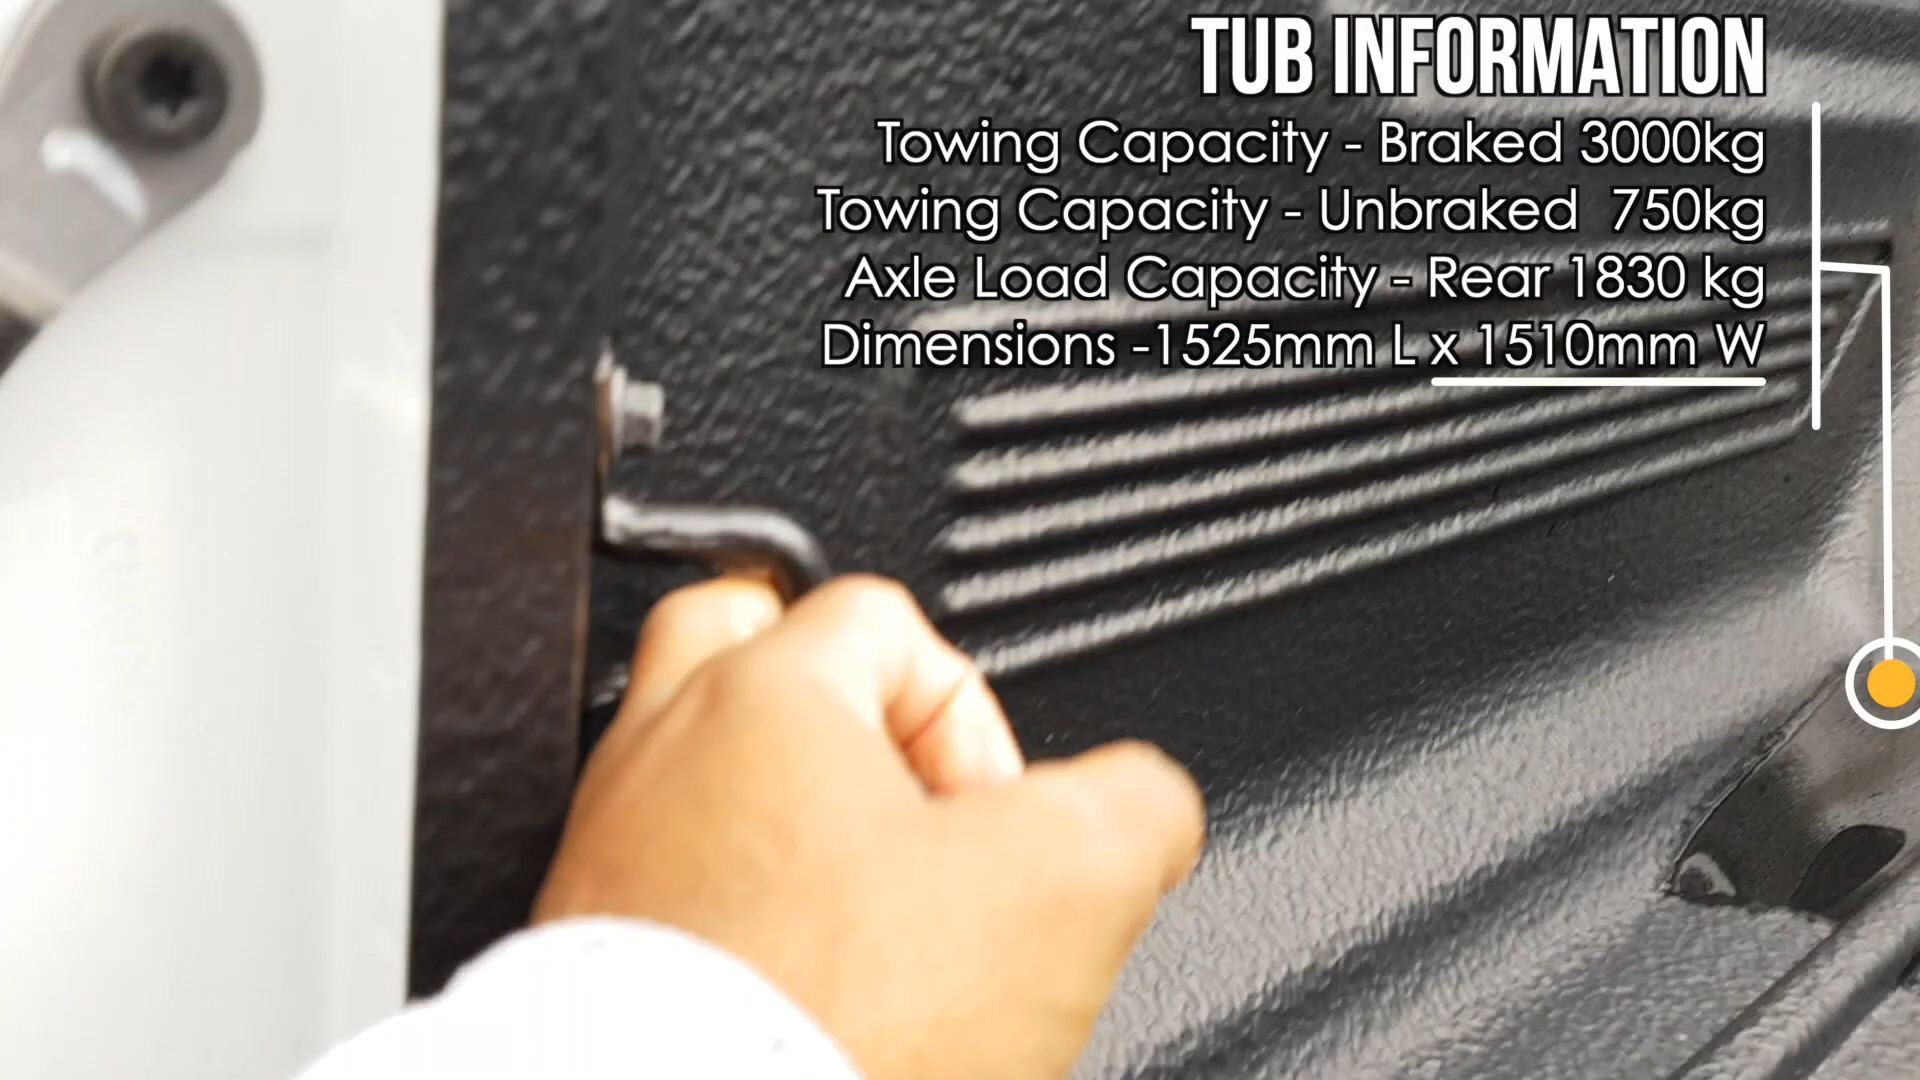 TUB INFORMATION
Towing Capacity - Braked 3000kg
Towing Capacity - Unbraked 750kg
Axle Load Capacity - Rear 1830 kg
Dimensions -1525mm L x 1510mm W